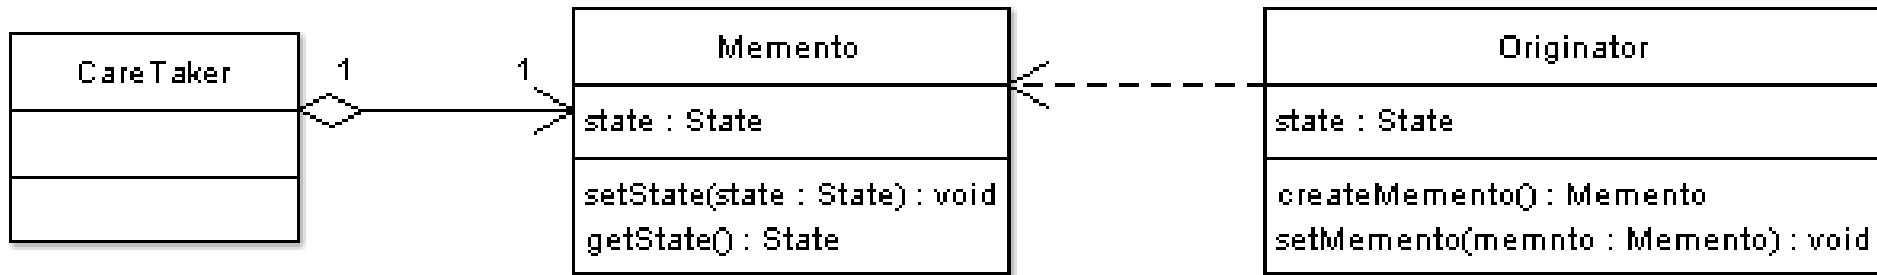 CareTaker
1
1
Memento
state : State
setState(state : State) : void
getState() : State
Originator
state : State
createMemento() : Memento
setMemento(memnto : Memento) : void